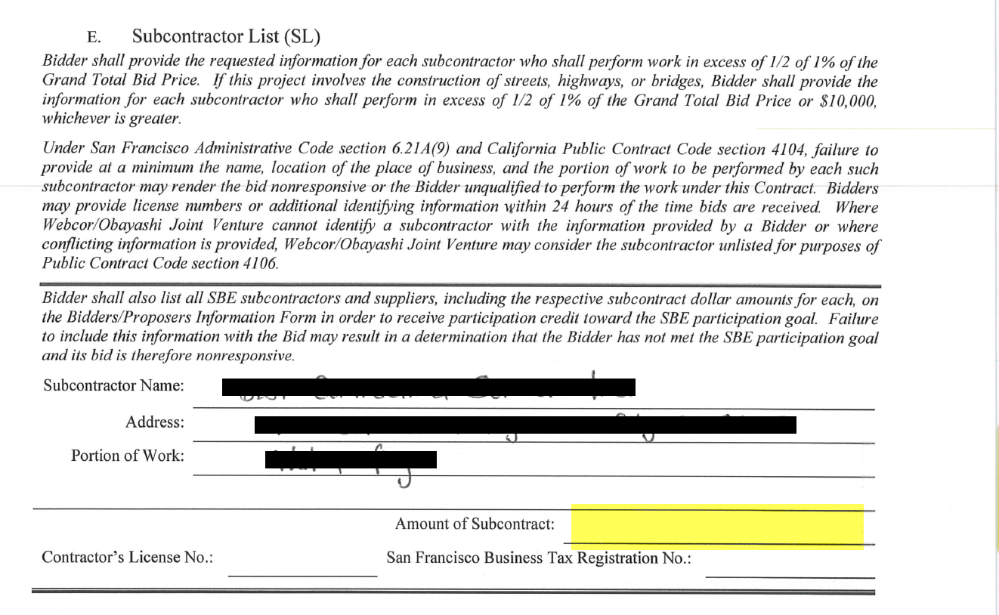 E. Subcontractor List (SL)
Bidder shall provide the requested information for each subcontractor who shall perform work in excess of 1/2 of 1% of the
Grand Total Bid Price. If this project involves the construction of streets, highways, or bridges, Bidder shall provide the
information for each subcontractor who shall perform in excess of 1/2 of 1% of the Grand Total Bid Price or $10,000,
whichever is greater.
Under San Francisco Administrative Code section 6.21A(9) and California Public Contract Code section 4104, failure to
provide at a minimum the name, location of the place of business, and the portion of work to be performed by each such
subcontractor may render the bid nonresponsive or the Bidder unqualified to perform the work under this Contract. Bidders
may provide license numbers or additional identifying information within 24 hours of the time bids are received. Where
Webcor/Obayashi Joint Venture cannot identify a subcontractor with the information provided by a Bidder or where
conflicting information is provided, Webcor/Obayashi Joint Venture may consider the subcontractor unlisted for purposes of
Public Contract Code section 4106.
Bidder shall also list all SBE subcontractors and suppliers, including the respective subcontract dollar amounts for each, on
the Bidders/Proposers Information Form in order to receive participation credit toward the SBE participation goal. Failure
to include this information with the Bid may result in a determination that the Bidder has not met the SBE participation goal
and its bid is therefore nonresponsive.
Subcontractor Name:
Address:
Portion of Work:
Amount of Subcontract:
Contractor's License No.: San Francisco Business Tax Registration No.: